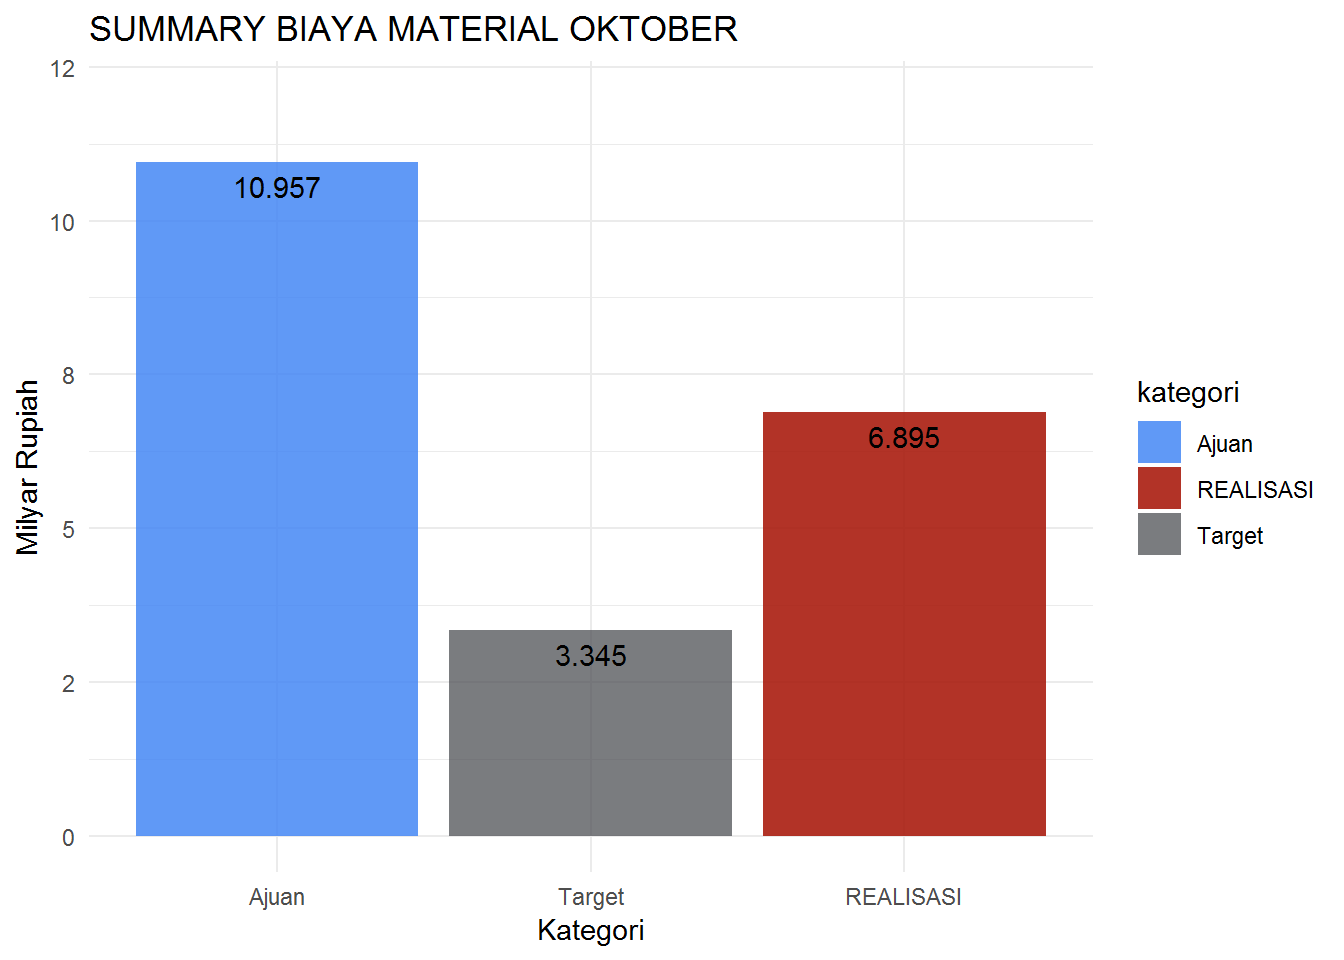 SUMMARY BIAYA MATERIAL OKTOBER
12
10
8
5
2
0
Milyar Rupiah
10.957
3.345
6.895
Ajuan
Target
REALISASI
Kategori
kategori
Ajuan
REALISASI
Target